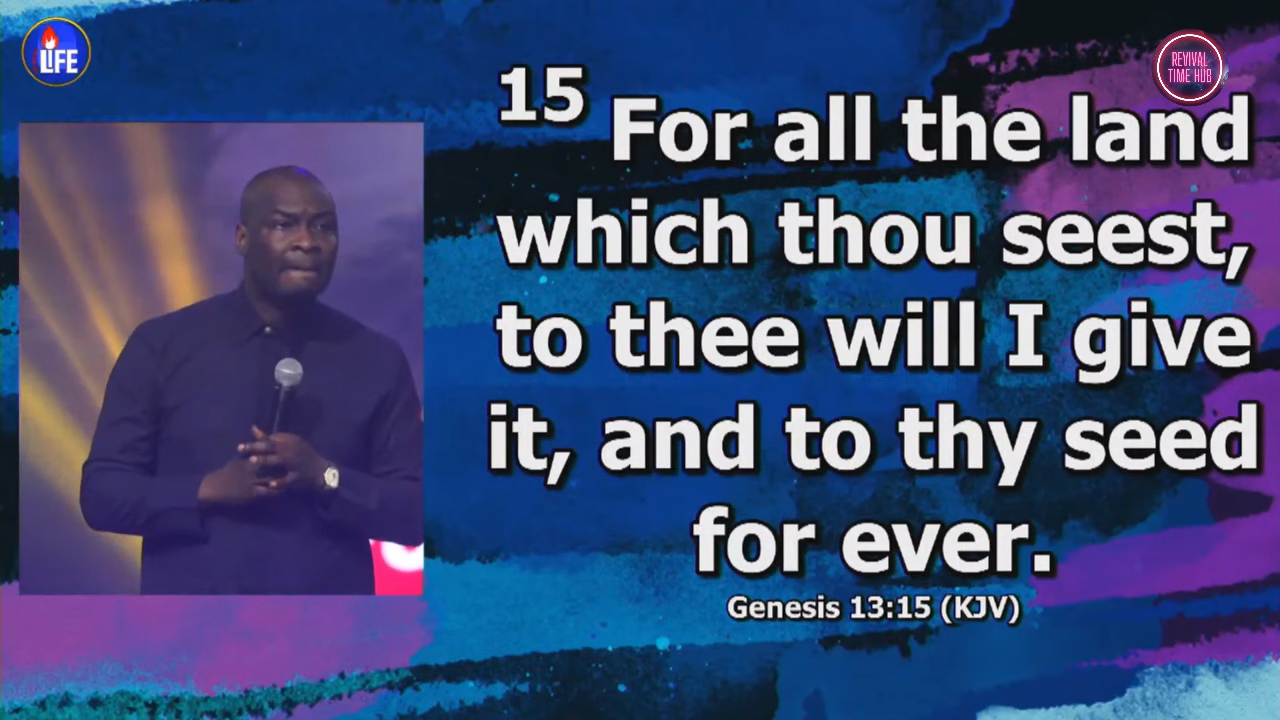 LIFE
REVIVAL
TIME HUB
15 For all the land
which thou seest,
to thee will I give
it, and to thy seed
for ever.
Genesis 13:15 (KJV)